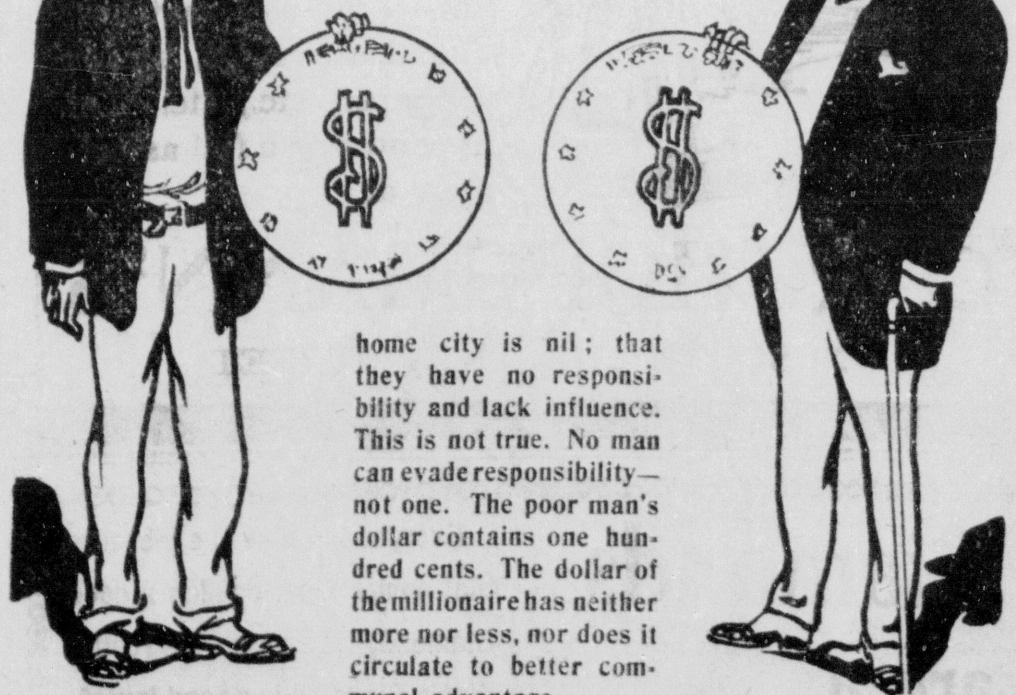 $
$
home city is nil; that
they have no responsi-
bility and lack influence.
This is not true. No man
can evade responsibility—
not one. The poor man's
dollar contains one hun-
dred cents. The dollar of
the millionaire has neither
more nor less, nor does it
circulate to better com-